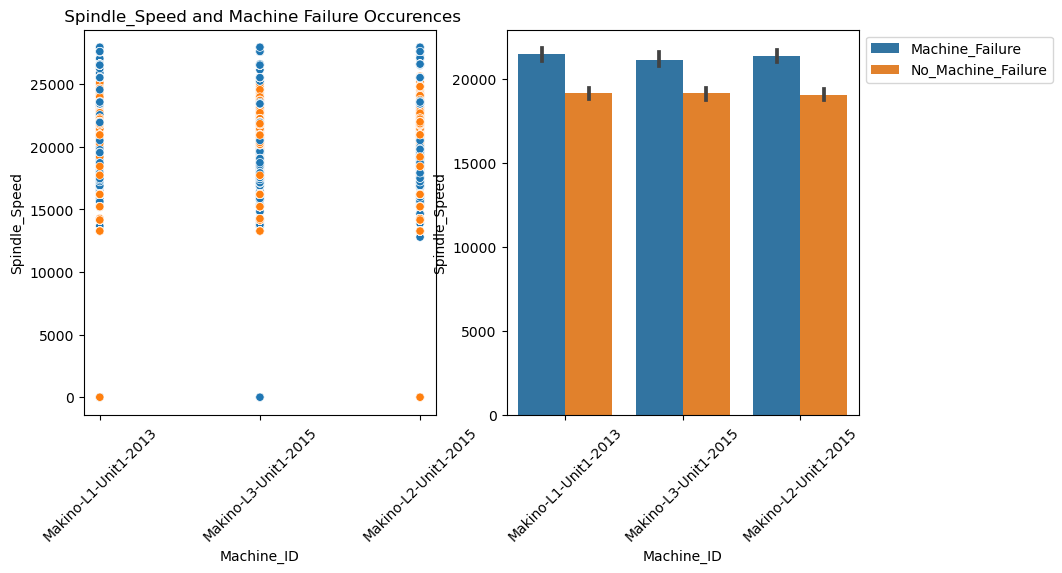 Spindle_Speed and Machine Failure Occurences
Spindle_Speed
25000
20000
15000
10000
5000
0
Makino-L1-Unit1-2013
Makino-L3-Unit1-2015
Makino-L2-Unit1-2015
Machine_ID
Spindle_Speed
20000
15000
10000
5000
0
Makino-L1-Unit1-2013
Makino-L3-Unit1-2015
Makino-L2-Unit1-2015
Machine_ID
Machine_Failure
No_Machine_Failure